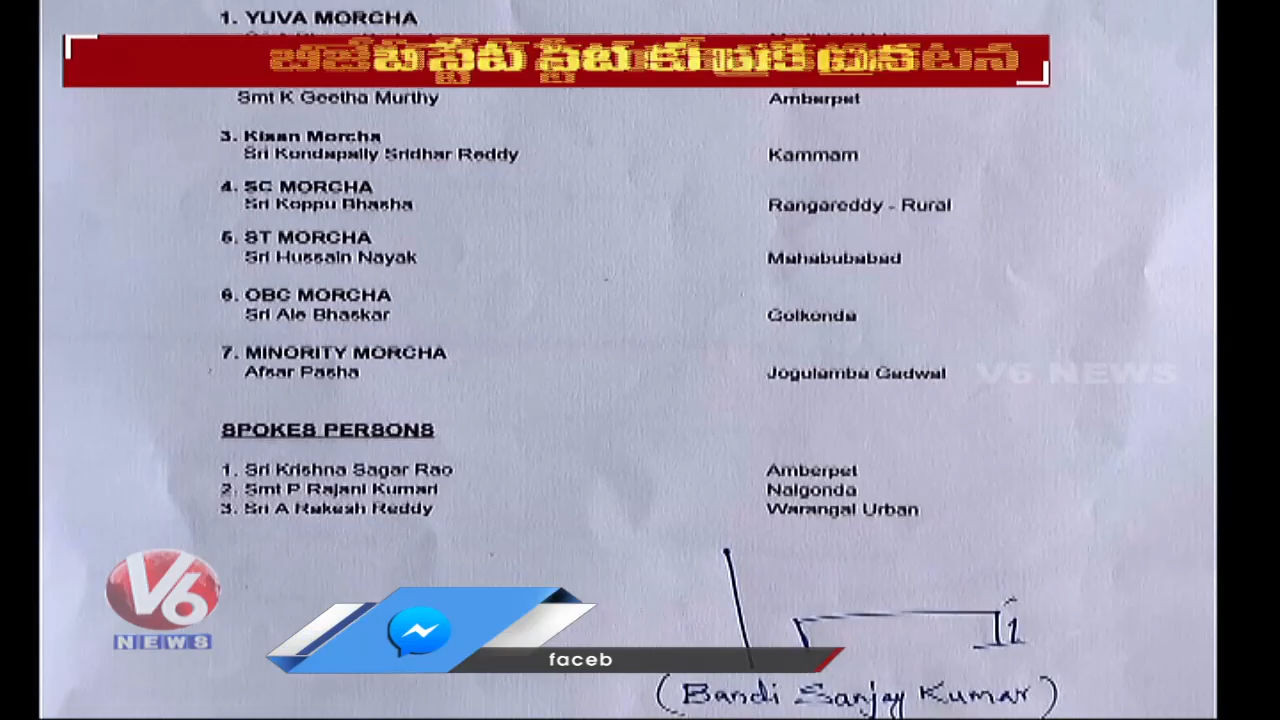 1. YUVA MORCHA
Smt K Geetha Murthy Amberpet
3. Kisan Morcha
Sri Kondapally Sridhar Reddy Kammam
4. SC MORCHA
Sri Koppu Bhasha Rangareddy - Rural
5. ST MORCHA
Sri Hussain Nayak Mahabubabad
6. OBC MORCHA
Sri Ale Bhaskar Golkonda
7. MINORITY MORCHA
Afsar Pasha Jogulamba Gadwal
V6 NEWS
SPOKES PERSONS
1. Sri Krishna Sagar Rao Amberpet
2. Smt P Rajani Kumari Nalgonda
3. Sri A Rakesh Reddy Warangal Urban
V6
NEWS
faceb
(Bandi Sanjay Kumar)